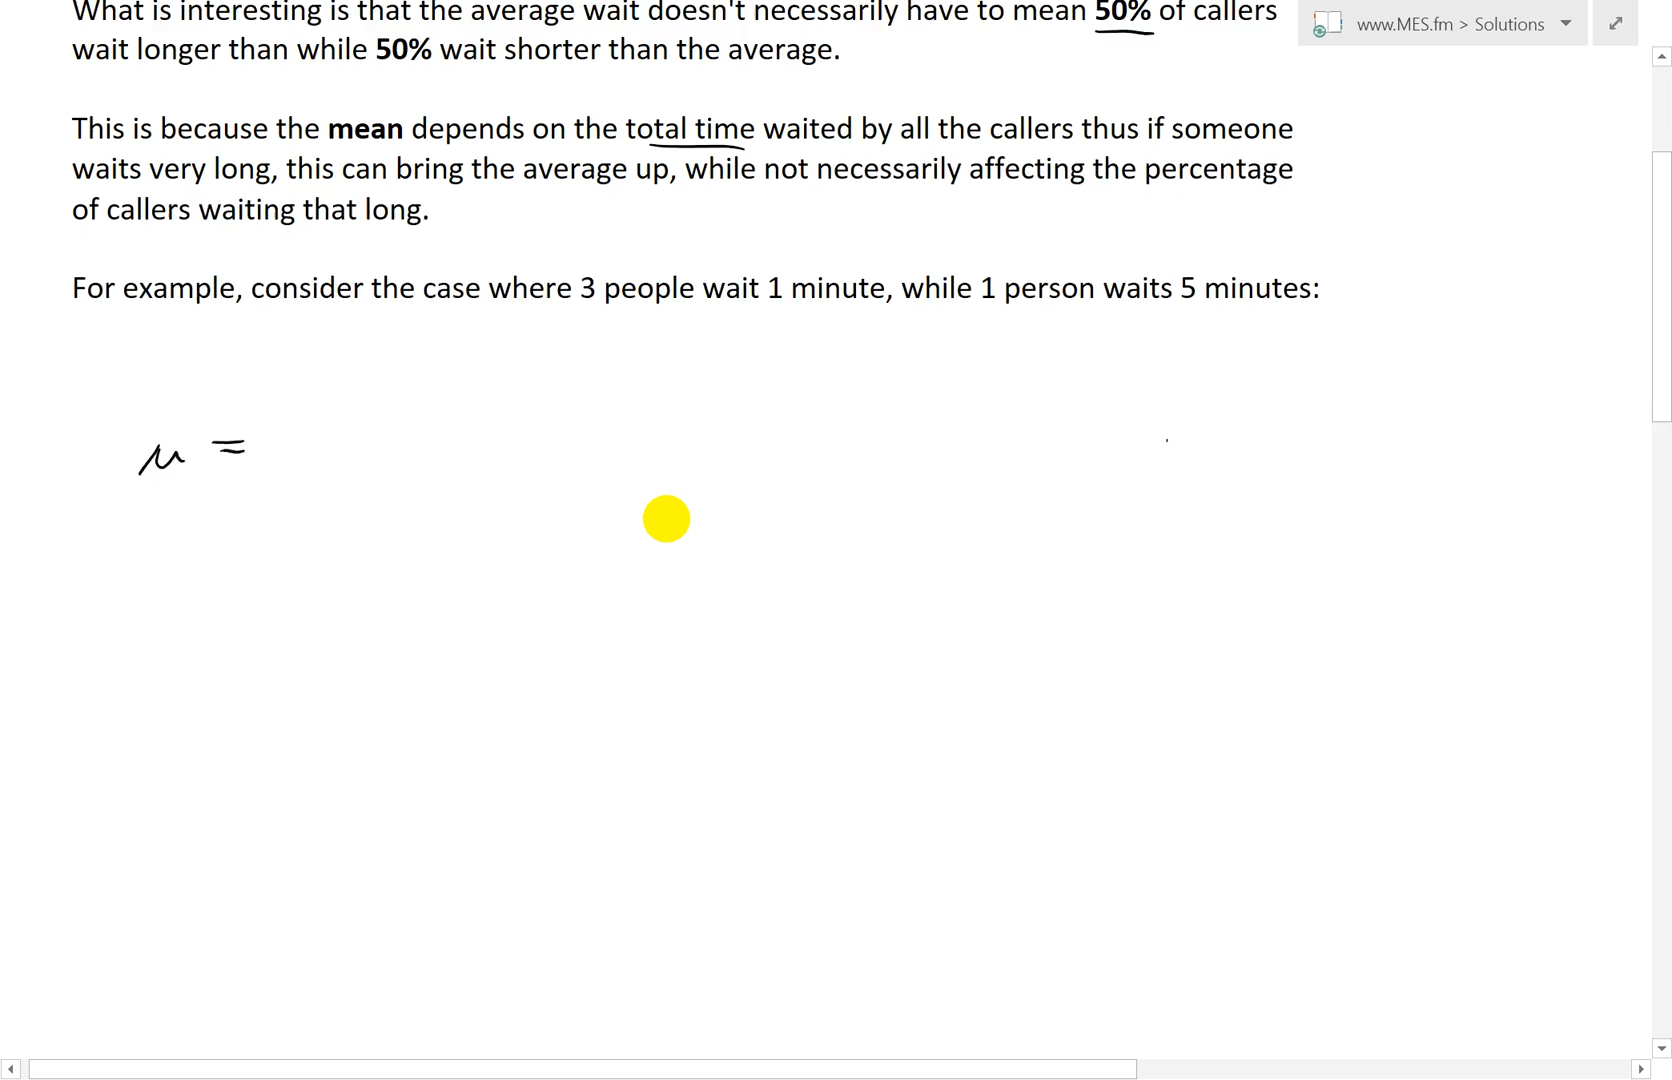 What is interesting is that the average wait doesn't necessarily have to mean 50% of callers
www.MES.fm > Solutions
wait longer than while 50% wait shorter than the average.
This is because the mean depends on the total time waited by all the callers thus if someone
waits very long, this can bring the average up, while not necessarily affecting the percentage
of callers waiting that long.
For example, consider the case where 3 people wait 1 minute, while 1 person waits 5 minutes:
μ =